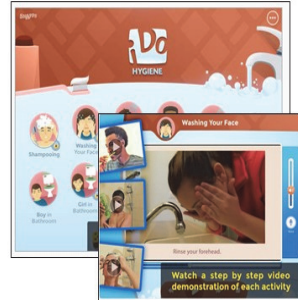 iDo
HYGIENE
Shampooing
Washing
Your Face
Boy in
Bathroom
Girl in
Bathroom
Washing Your Face
Rinse your forehead.
Watch a step by step video
demonstration of each activity